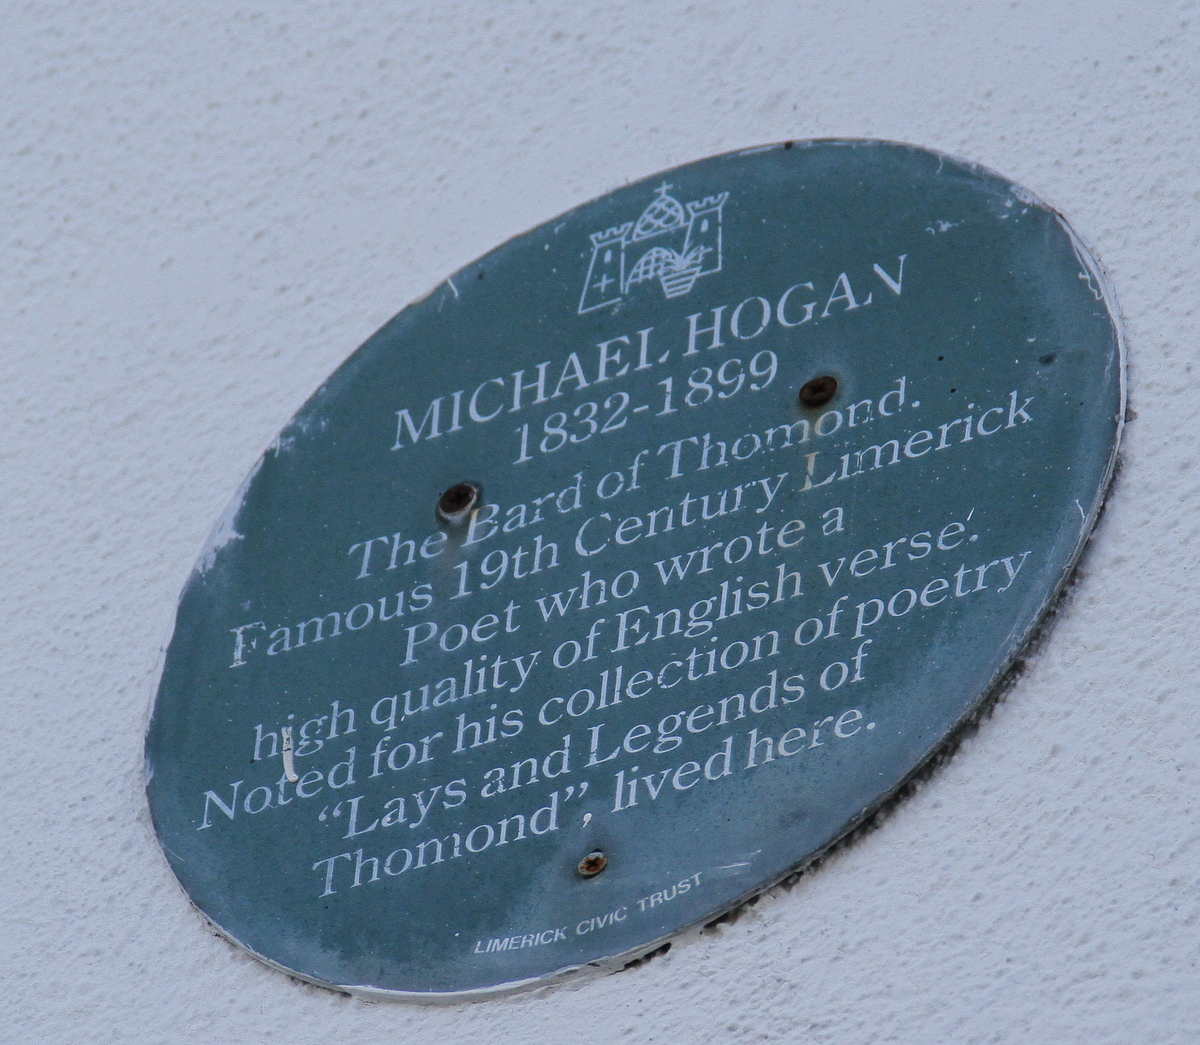 MICHAEL HOGAN
1832-1899
The Bard of Thomond.
Famous 19th Century Limerick
Poet who wrote a
high quality of English verse.
Noted for his collection of poetry
“Lays and Legends of
Thomond”, lived here.
LIMERICK CIVIC TRUST